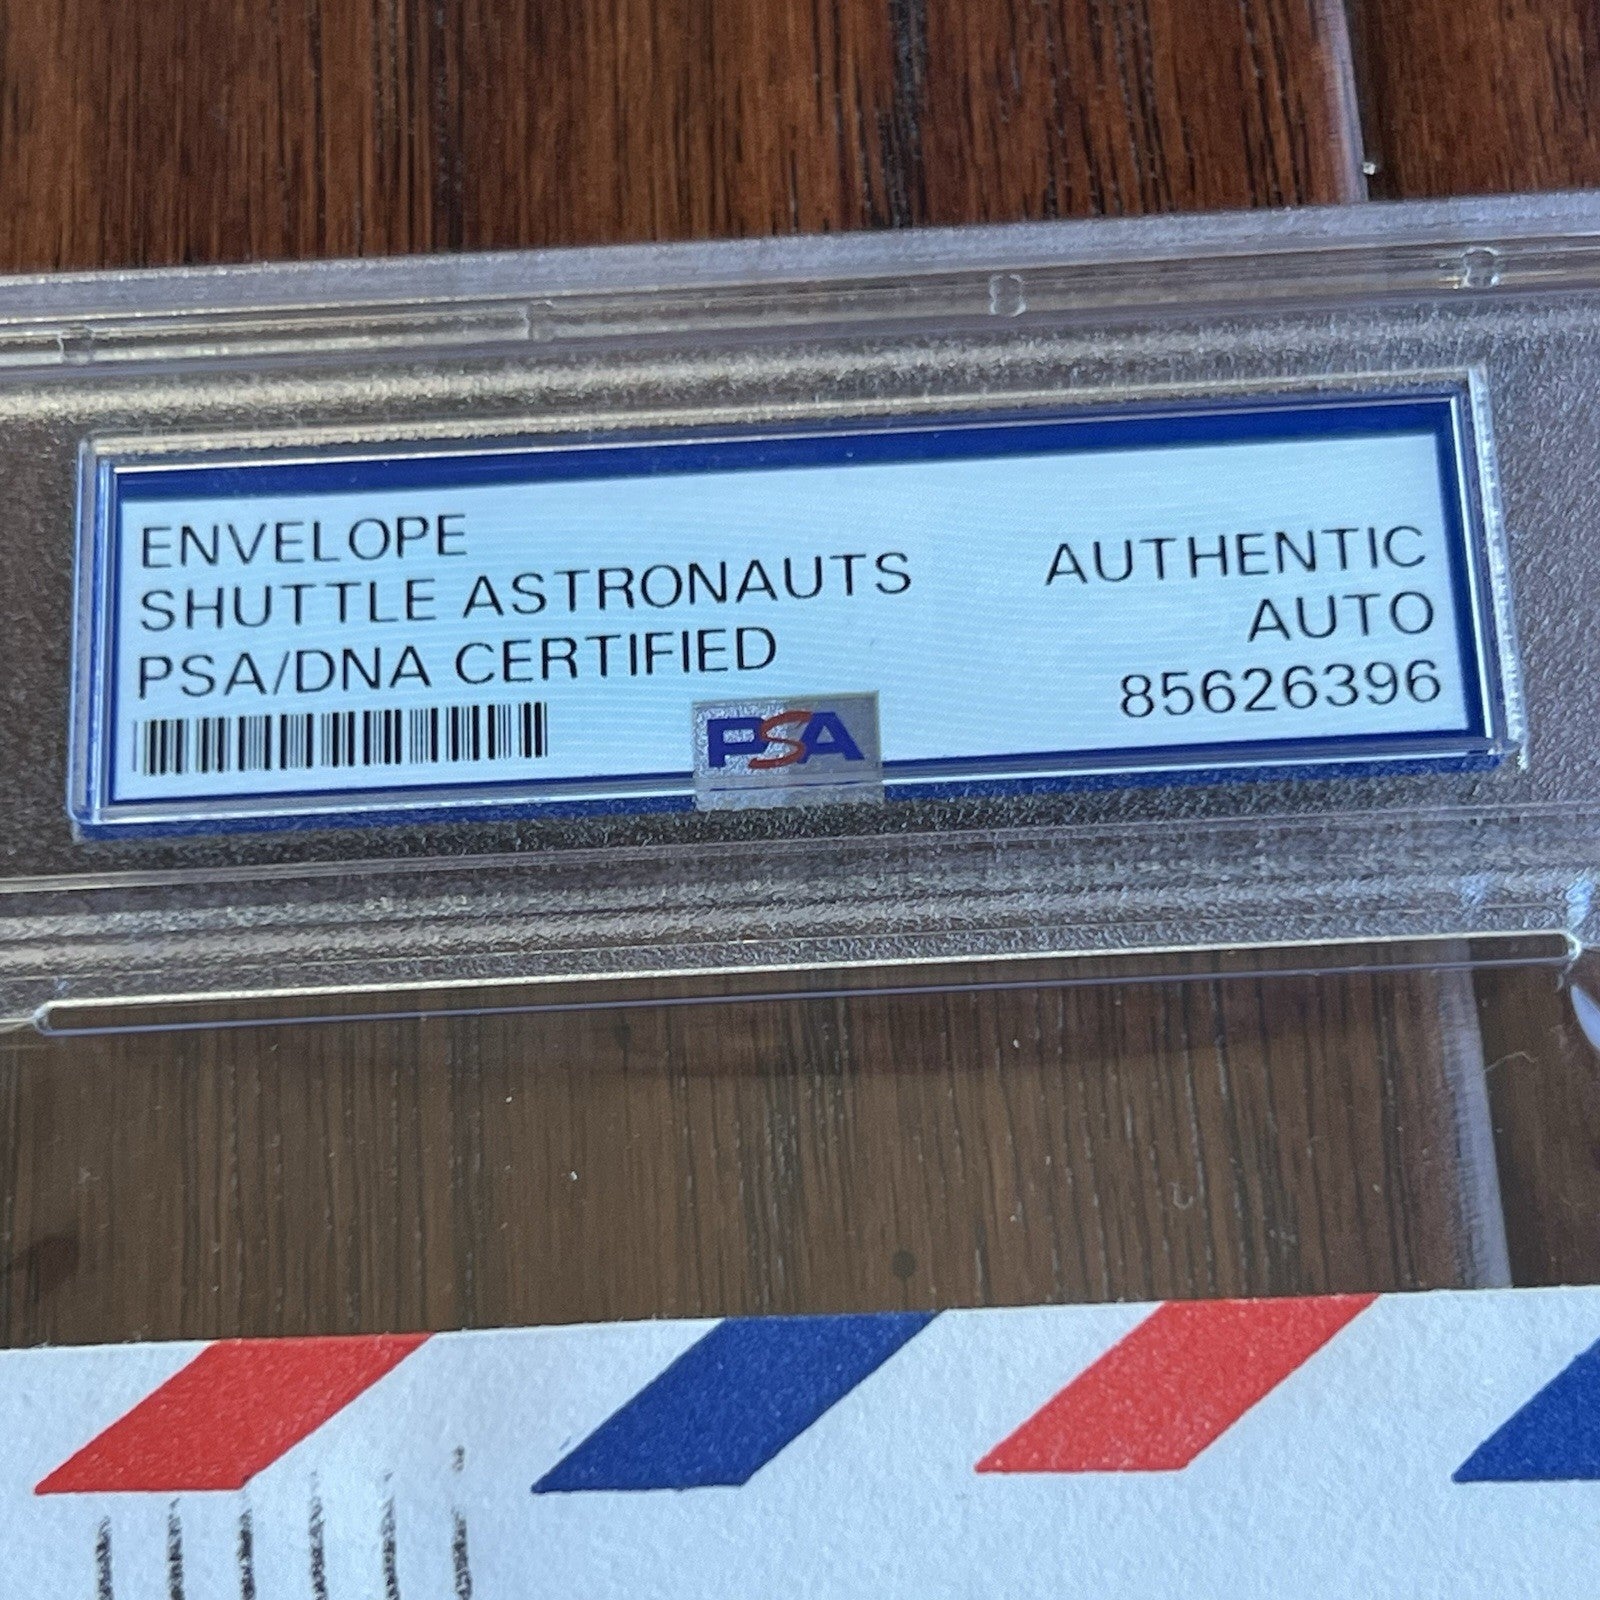 ENVELOPE
SHUTTLE ASTRONAUTS
PSA/DNA CERTIFIED
AUTHENTIC
AUTO
85626396
PSA